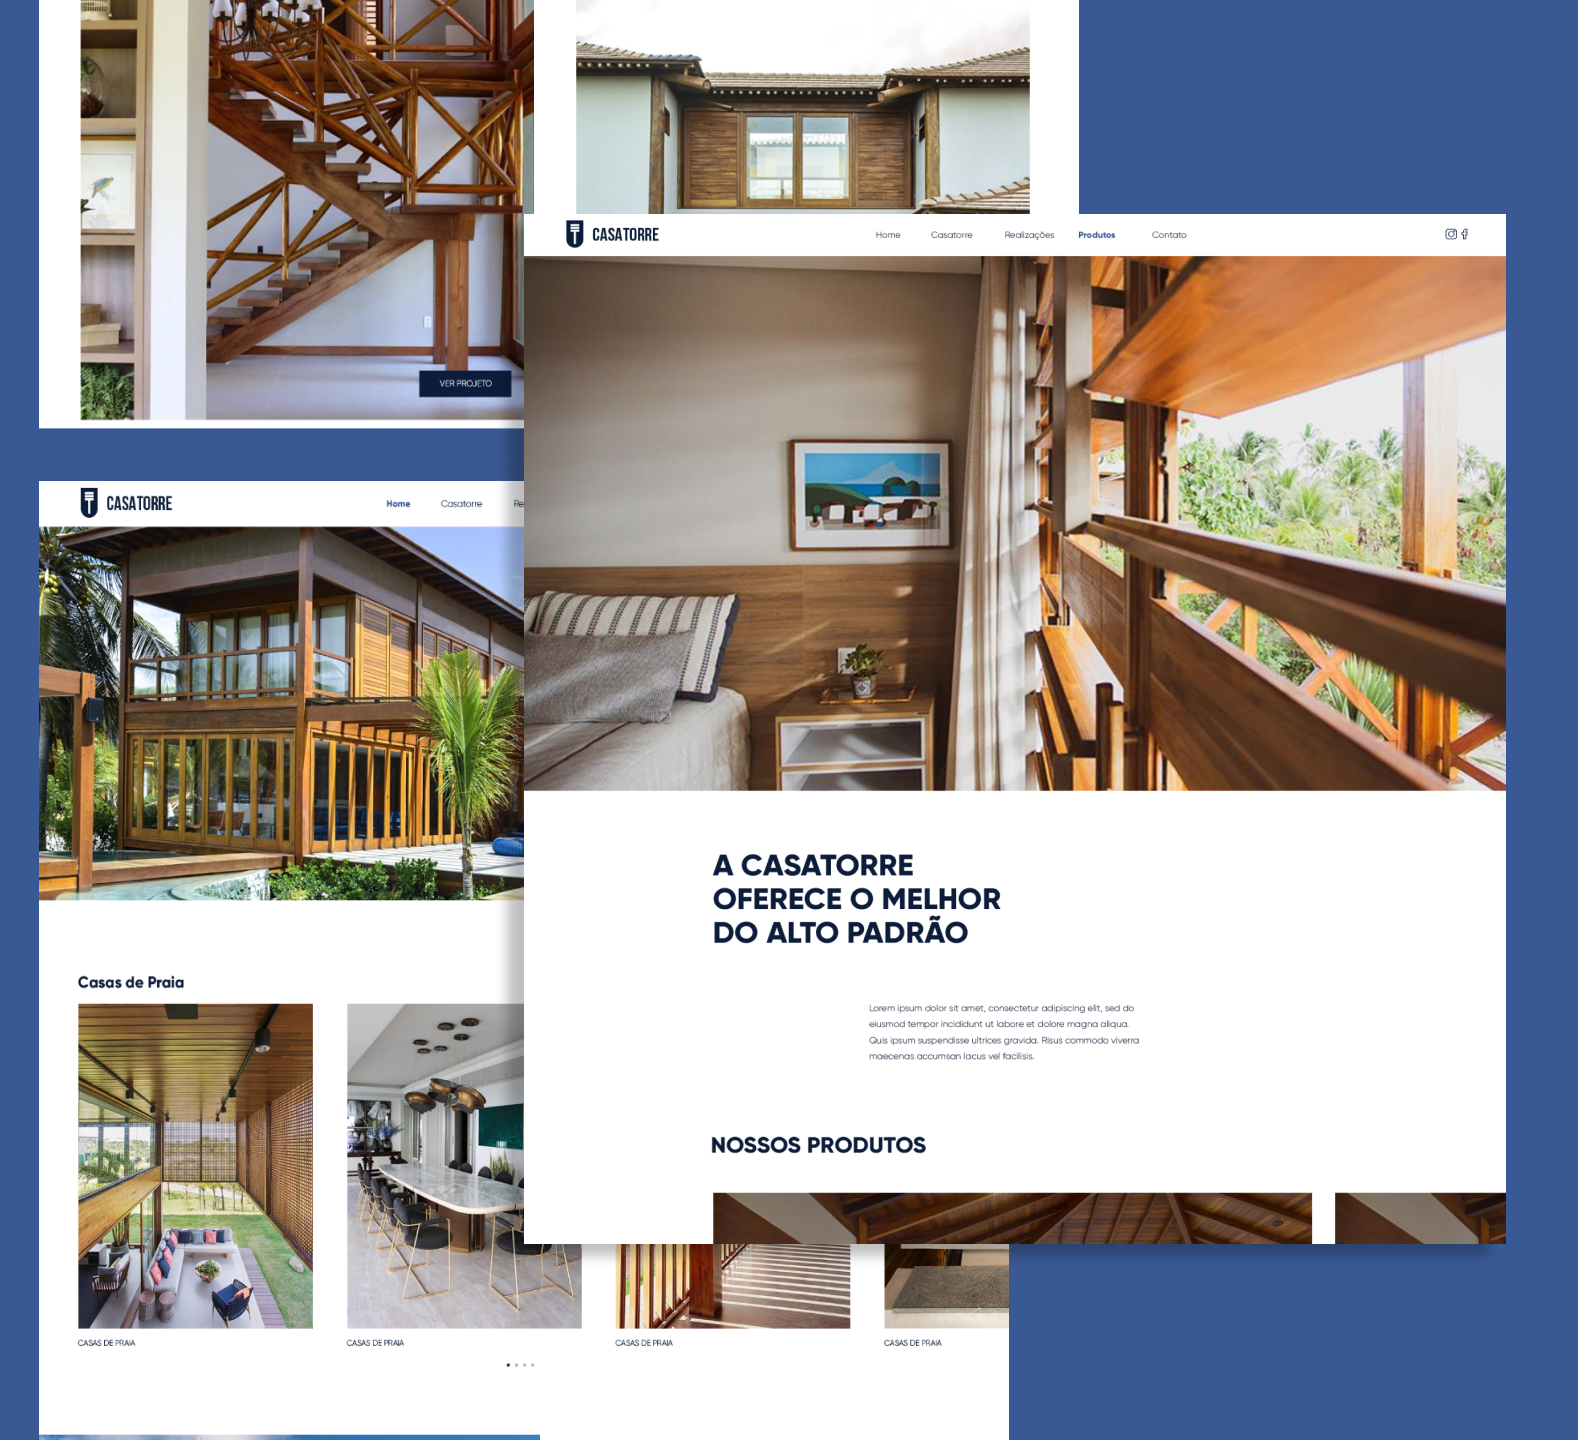 VER PROJETO
CASATORRE
Home
Casatorre
Realizações
Produtos
Contato
A CASATORRE
OFERECE O MELHOR
DO ALTO PADRÃO
Lorem ipsum dolor sit amet, consectetur adipiscing elit, sed do
eiusmod tempor incididunt ut labore et dolore magna aliqua.
Quis ipsum suspendisse ultrices gravida. Risus commodo viverra
maecenas accumsan lacus vel facilisis.
NOSSOS PRODUTOS
CASATORRE
Home
Casatorre
Re
Casas de Praia
CASAS DE PRAIA
CASAS DE PRAIA
CASAS DE PRAIA
CASAS DE PRAIA